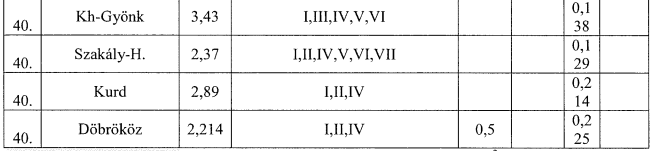 40. Kh-Gyönk 3,43 I,III,IV,V,VI 0,1
38
40. Szakály-H. 2,37 I,II,IV,V,VI,VII 0,1
29
40. Kurd 2,89 I,II,IV 0,2
14
40. Döbrököz 2,214 I,II,IV 0,5 0,2
25